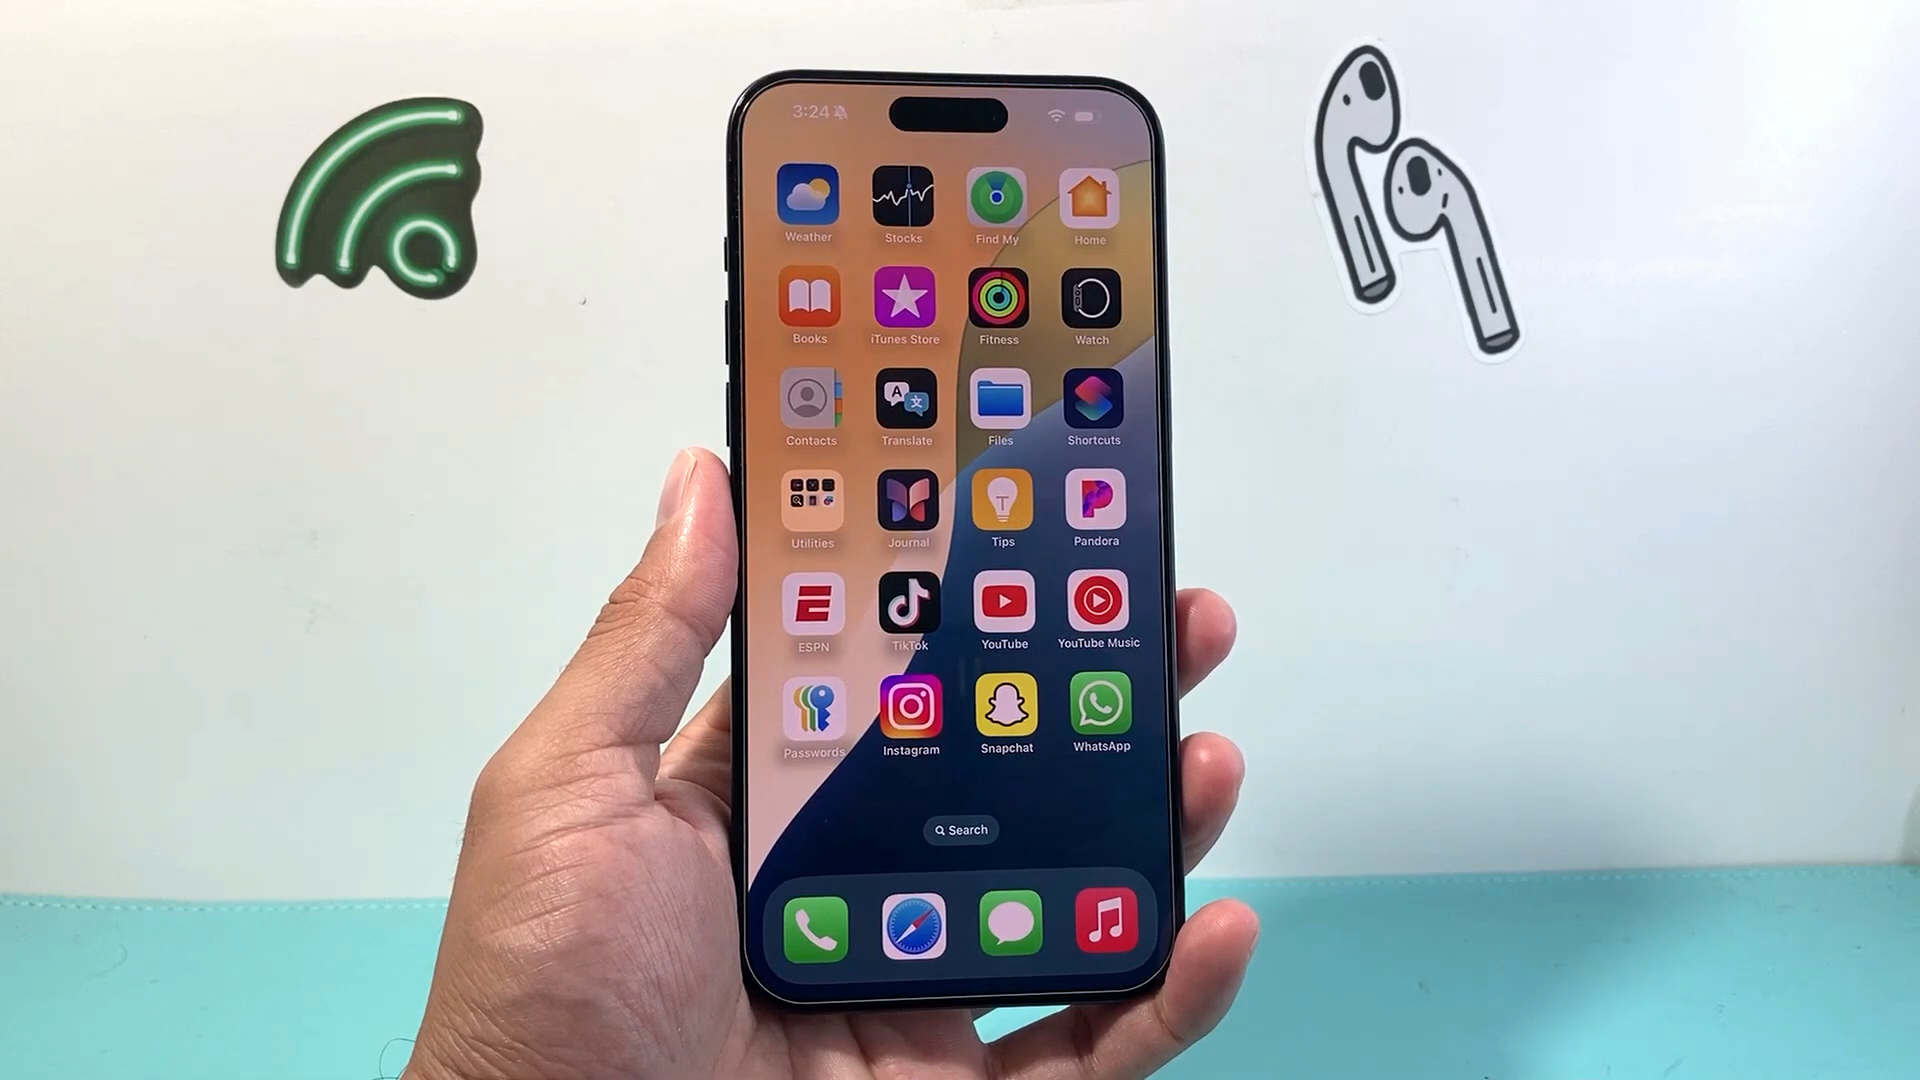 3:24
Weather Stocks Find My Home
Books iTunes Store Fitness Watch
Contacts Translate Files Shortcuts
A 文
Utilities Journal Tips Pandora
T
ESPN TikTok YouTube YouTube Music
Passwords Instagram Snapchat WhatsApp
Search